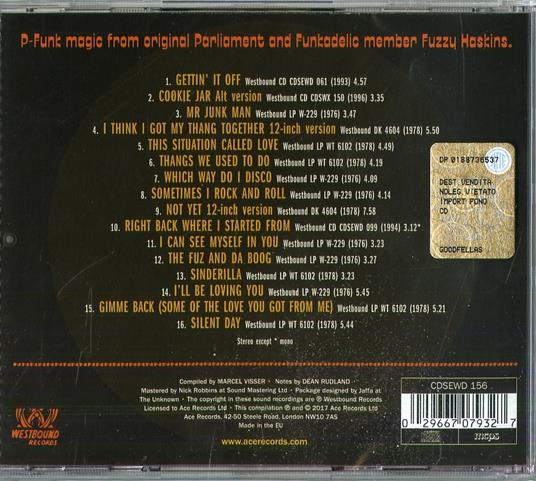 P-Funk magic from original Parliament and Funkadelic member Fuzzy Haskins.
1. GETTIN' IT OFF Westbound CD CDSEWD 061 (1993) 4.57
2. COOKIE JAR Alt version Westbound CD CDSWX 150 (1996) 3.35
3. MR JUNK MAN Westbound LP W-229 (1976) 3.47
4. I THINK I GOT MY THANG TOGETHER 12-inch version Westbound DK 4604 (1978) 5.50
5. THIS SITUATION CALLED LOVE Westbound LP WT 6102 (1978) 4.49)
6. THANGS WE USED TO DO Westbound LP WT 6102 (1978) 4.19
7. WHICH WAY DO I DISCO Westbound LP W-229 (1976) 4.09
8. SOMETIMES I ROCK AND ROLL Westbound LP W-229 (1976) 4.14
9. NOT YET 12-inch version Westbound DK 4604 (1978) 7.58
10. RIGHT BACK WHERE I STARTED FROM Westbound CD CDSEWD 099 (1994) 3.12*
11. I CAN SEE MYSELF IN YOU Westbound LP W-229 (1976) 3.23
12. THE FUZ AND DA BOOG Westbound LP W-229 (1976) 3.27
13. SINDERILLA Westbound LP WT 6102 (1978) 3.23
14. I'LL BE LOVING YOU Westbound LP W-229 (1976) 5.45
15. GIMME BACK (SOME OF THE LOVE YOU GOT FROM ME) Westbound LP WT 6102 (1978) 5.21
16. SILENT DAY Westbound LP WT 6102 (1978) 5.44
Stereo except * mono
DP 0188736537
DEST VENDITA
NOLEG VIETATO
IMPORT FONO
CD
GOODFELLAS
Compiled by MARCEL VISSER • Notes by DEAN RUDLAND
Mastered by Nick Robbins at Sound Mastering Ltd • Package designed by Jaffa at
The Unknown • The copyright in these sound recordings are ℗ Westbound Records
Licensed to Ace Records Ltd • This compilation ℗ and © 2017 Ace Records Ltd
Ace Records, 42-50 Steele Road, London, NW10 7AS
Made in the EU
www.acerecords.com
WESTBOUND
RECORDS
CDSEWD 156
0 29667 07932 7
mcps